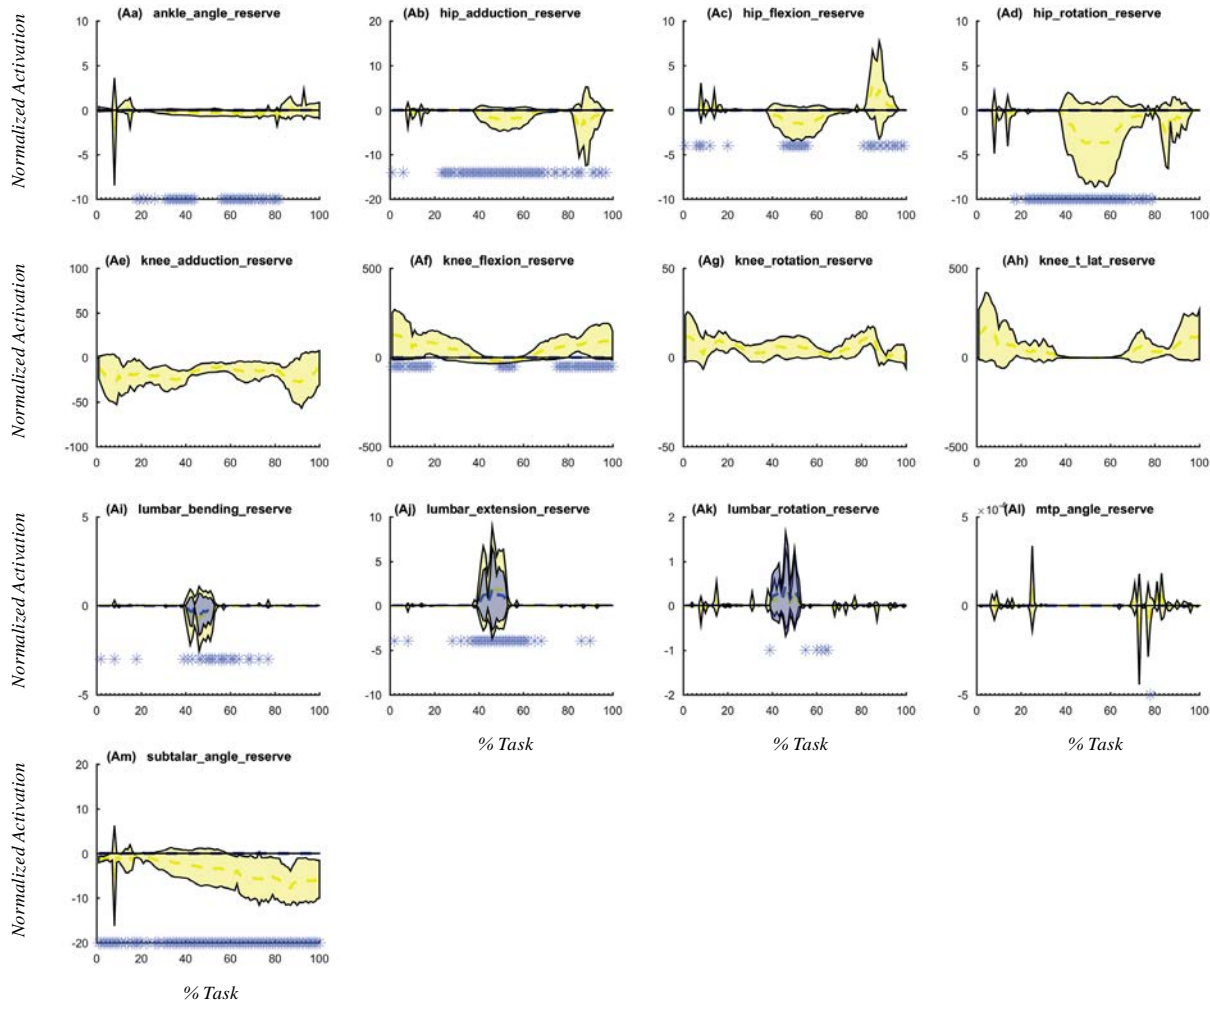 (Aa) ankle_angle_reserve
(Ab) hip_adduction_reserve
(Ac) hip_flexion_reserve
(Ad) hip_rotation_reserve
Normalized Activation
10 5 0 -5 -10
0 20 40 60 80 100
20 10 0 -10 -20
0 20 40 60 80 100
10 5 0 -5 -10
0 20 40 60 80 100
10 5 0 -5 -10
0 20 40 60 80 100
(Ae) knee_adduction_reserve
(Af) knee_flexion_reserve
(Ag) knee_rotation_reserve
(Ah) knee_t_lat_reserve
Normalized Activation
100 50 0 -50 -100
0 20 40 60 80 100
500 0 -500
0 20 40 60 80 100
50 0 -50
0 20 40 60 80 100
500 0 -500
0 20 40 60 80 100
(Ai) lumbar_bending_reserve
(Aj) lumbar_extension_reserve
(Ak) lumbar_rotation_reserve
(Al) mtp_angle_reserve
Normalized Activation
5 0 -5
0 20 40 60 80 100
10 5 0 -5 -10
0 20 40 60 80 100
2 1 0 -1 -2
0 20 40 60 80 100
5 ×10 0 -5
0 20 40 60 80 100
% Task
% Task
% Task
(Am) subtalar_angle_reserve
Normalized Activation
20 10 0 -10 -20
0 20 40 60 80 100
% Task